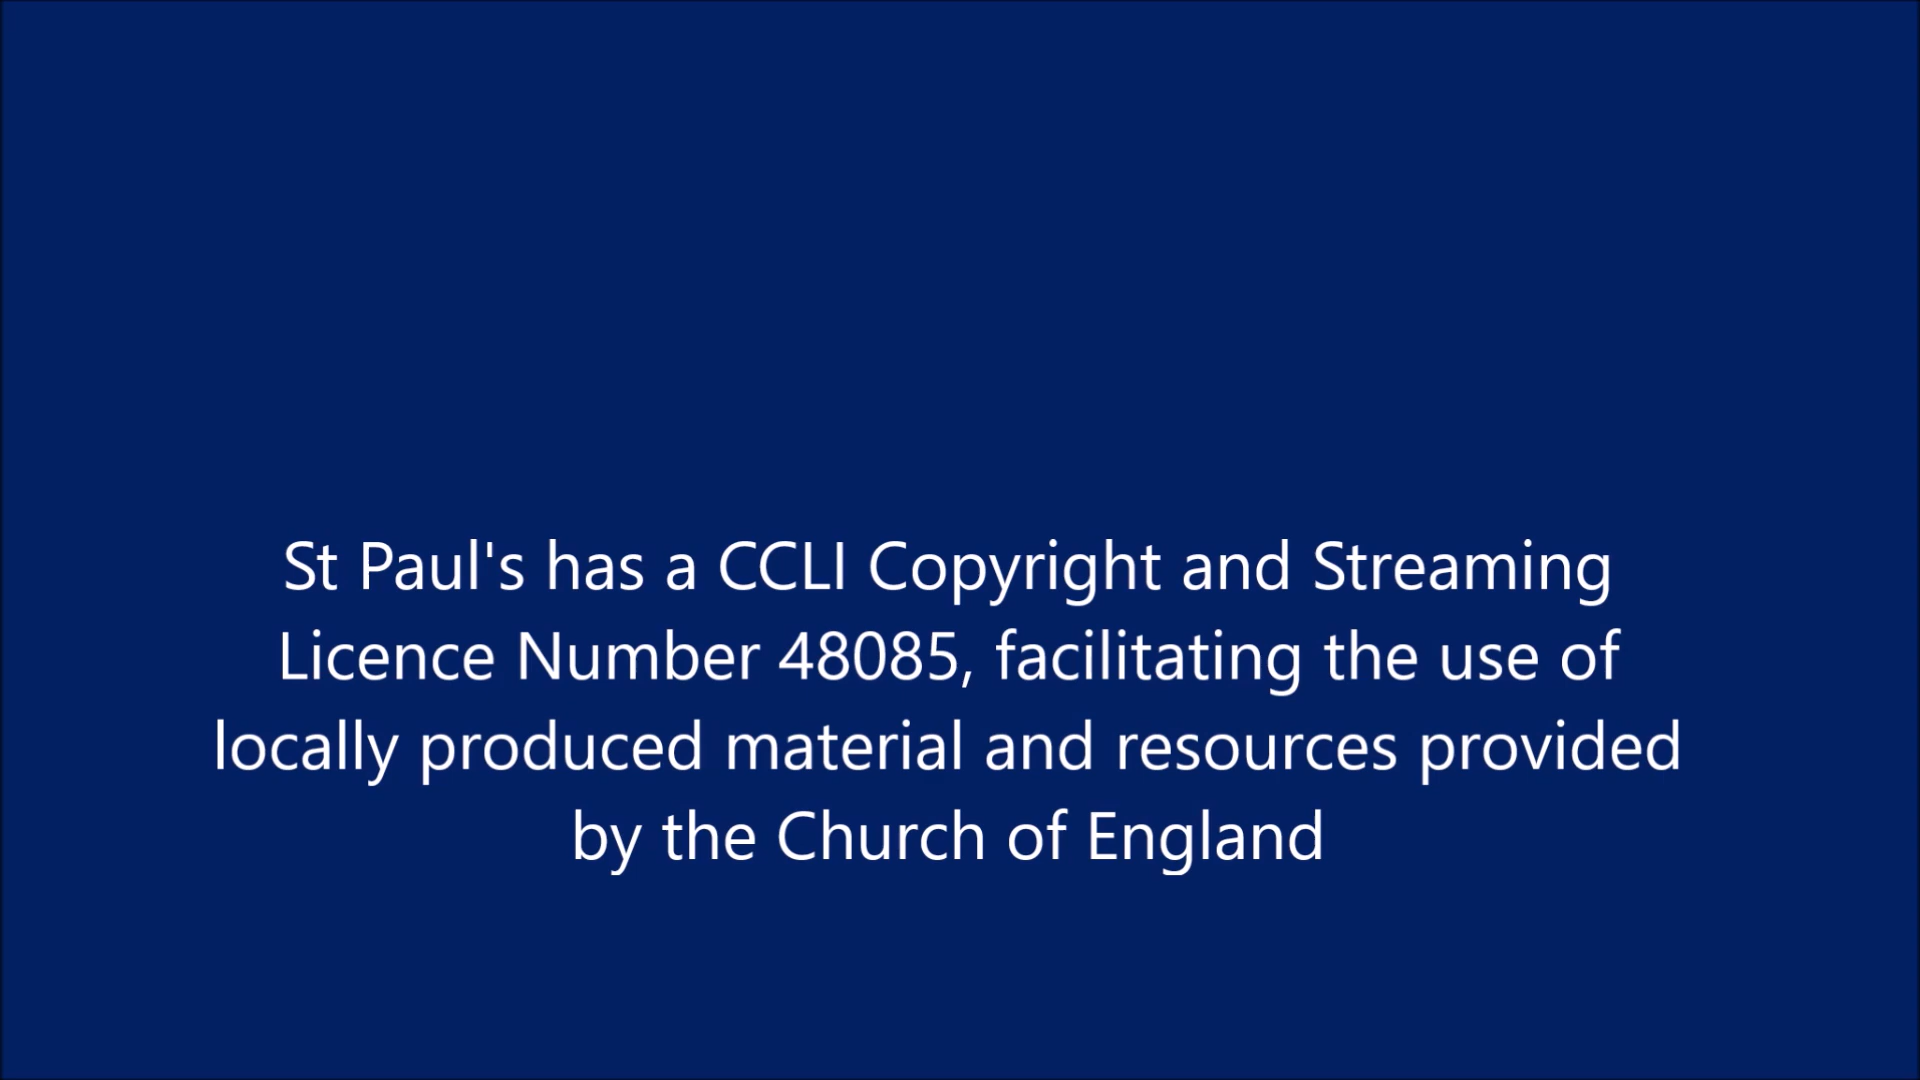 St Paul's has a CCLI Copyright and Streaming
Licence Number 48085, facilitating the use of
locally produced material and resources provided
by the Church of England